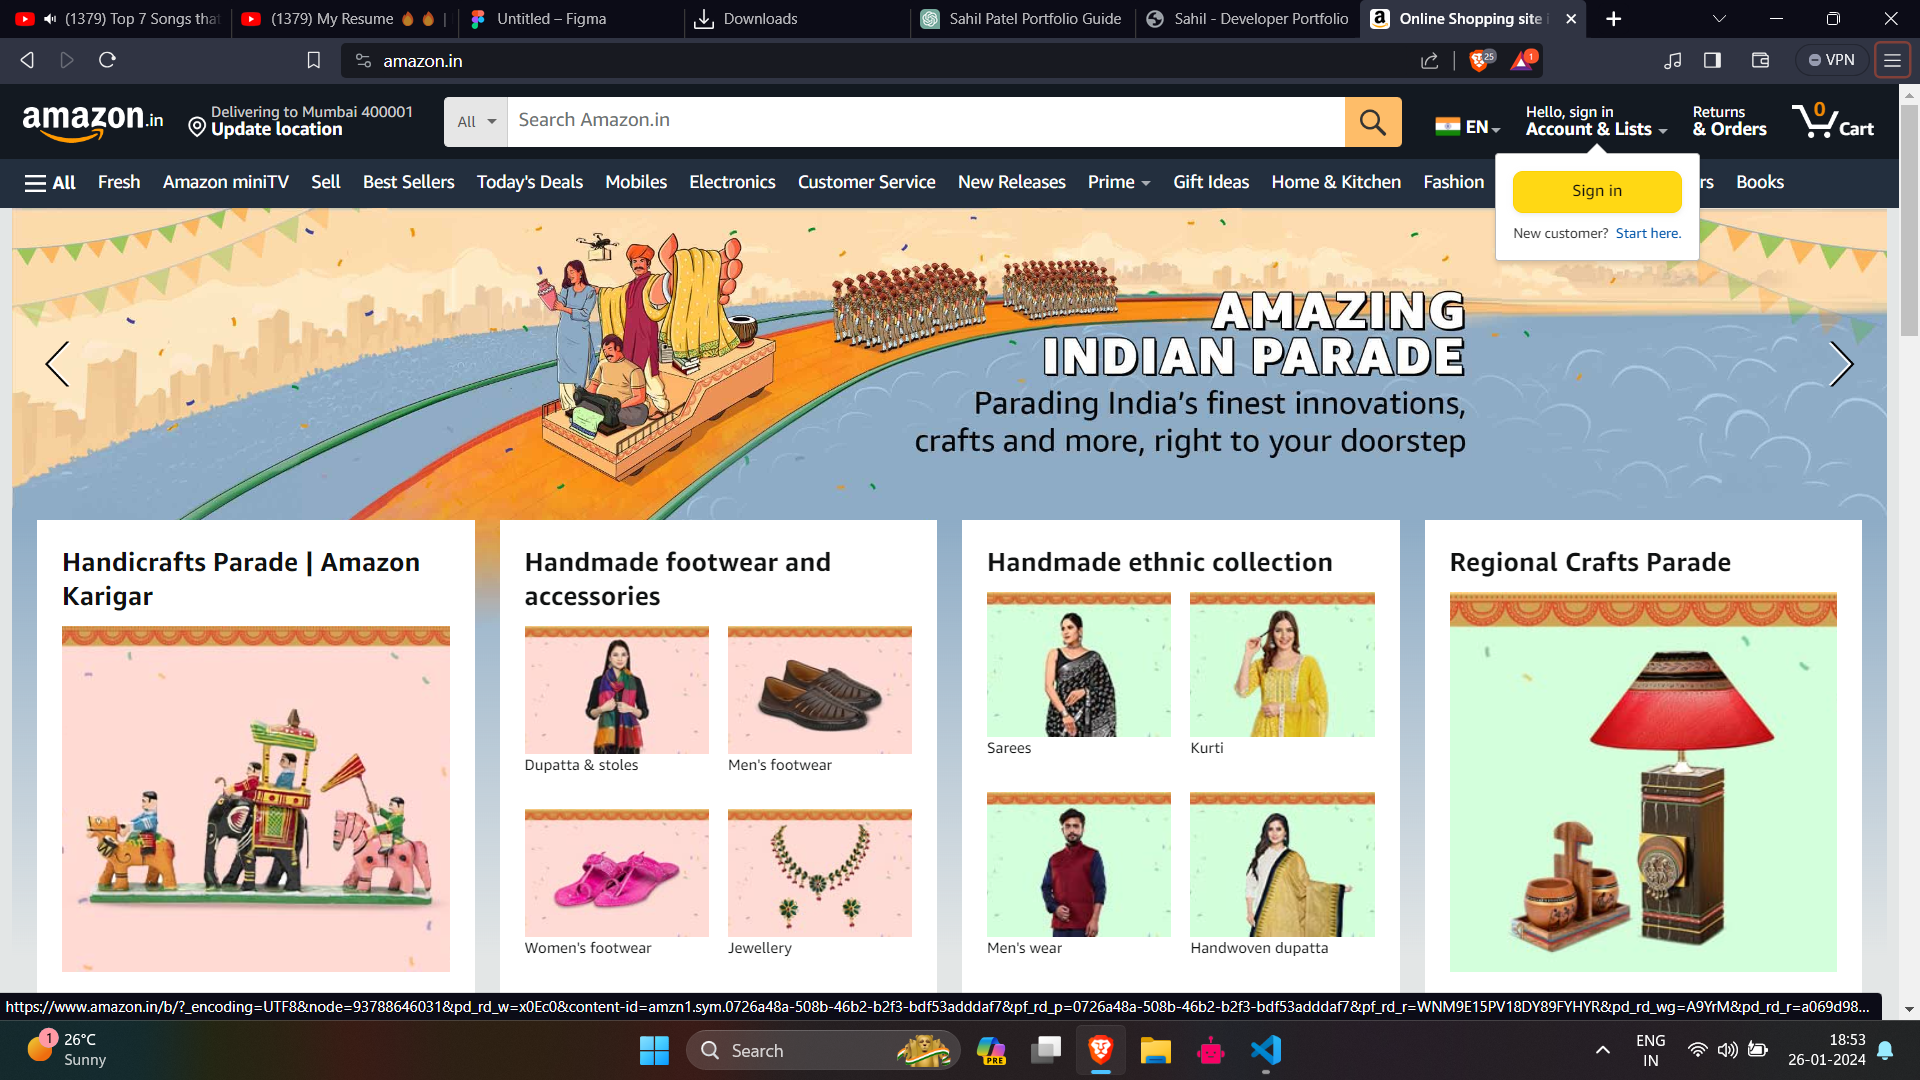 (1379) Top 7 Songs that
(1379) My Resume 🔥🔥 |
Untitled – Figma
Downloads
Sahil Patel Portfolio Guide
Sahil - Developer Portfolio
Online Shopping site i
amazon.in
25
1
VPN
amazon.in
Delivering to Mumbai 400001
Update location
All
Search Amazon.in
EN
Hello, sign in
Account & Lists
Returns
& Orders
0
Cart
All
Fresh
Amazon miniTV
Sell
Best Sellers
Today's Deals
Mobiles
Electronics
Customer Service
New Releases
Prime
Gift Ideas
Home & Kitchen
Fashion
rs
Books
Sign in
New customer? Start here.
AMAZING
INDIAN PARADE
Parading India's finest innovations,
crafts and more, right to your doorstep
Handicrafts Parade | Amazon
Karigar
Handmade footwear and
accessories
Dupatta & stoles
Men's footwear
Women's footwear
Jewellery
Handmade ethnic collection
Sarees
Kurti
Men's wear
Handwoven dupatta
Regional Crafts Parade
https://www.amazon.in/b/?_encoding=UTF8&node=93788646031&pd_rd_w=x0Ec0&content-id=amzn1.sym.0726a48a-508b-46b2-b2f3-bdf53adddaf7&pf_rd_p=0726a48a-508b-46b2-b2f3-bdf53adddaf7&pf_rd_r=WNM9E15PV18DY89FYHYR&pd_rd_wg=A9YrM&pd_rd_r=a069d98...
1
26°C
Sunny
Search
PRE
ENG
IN
18:53
26-01-2024